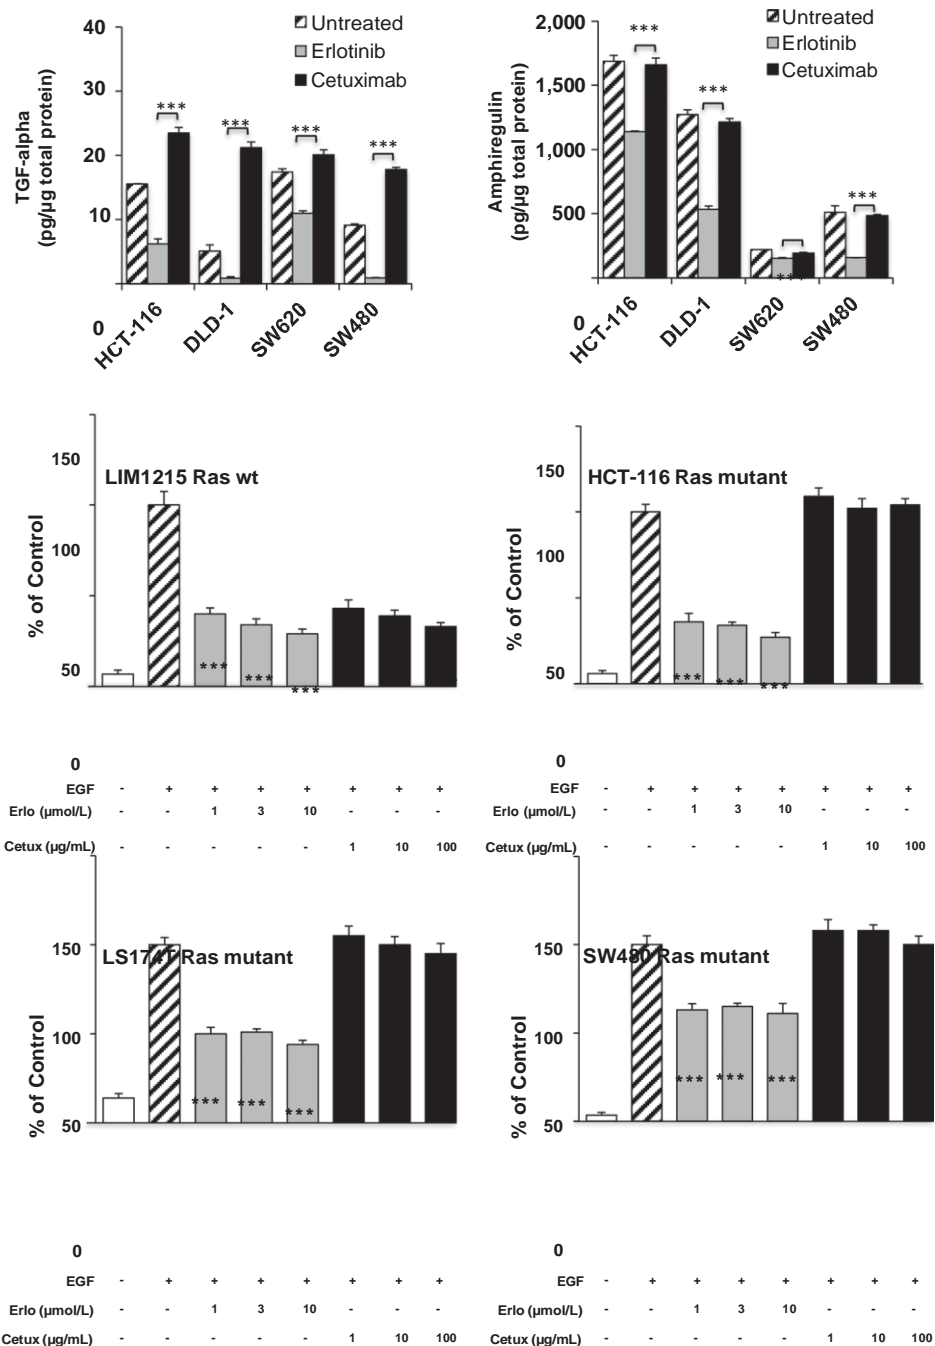 40
30
20
10
0
TGF-alpha
(pg/µg total protein)
Untreated
Erlotinib
Cetuximab
***
***
***
***
HCT-116
DLD-1
SW620
SW480
2,000
1,500
1,000
500
0
Amphiregulin
(pg/µg total protein)
Untreated
Erlotinib
Cetuximab
***
***
***
***
HCT-116
DLD-1
SW620
SW480
LIM1215 Ras wt
% of Control
150
100
50
0
***
***
***
EGF - + + + + + + +
Erlo (µmol/L) - - 1 3 10 - - -
Cetux (µg/mL) - - - - - 1 10 100
HCT-116 Ras mutant
% of Control
150
100
50
0
***
***
***
EGF - + + + + + + +
Erlo (µmol/L) - - 1 3 10 - - -
Cetux (µg/mL) - - - - - 1 10 100
LS174T Ras mutant
% of Control
150
100
50
0
***
***
***
EGF - + + + + + + +
Erlo (µmol/L) - - 1 3 10 - - -
Cetux (µg/mL) - - - - - 1 10 100
SW480 Ras mutant
% of Control
150
100
50
0
***
***
***
EGF - + + + + + + +
Erlo (µmol/L) - - 1 3 10 - - -
Cetux (µg/mL) - - - - - 1 10 100